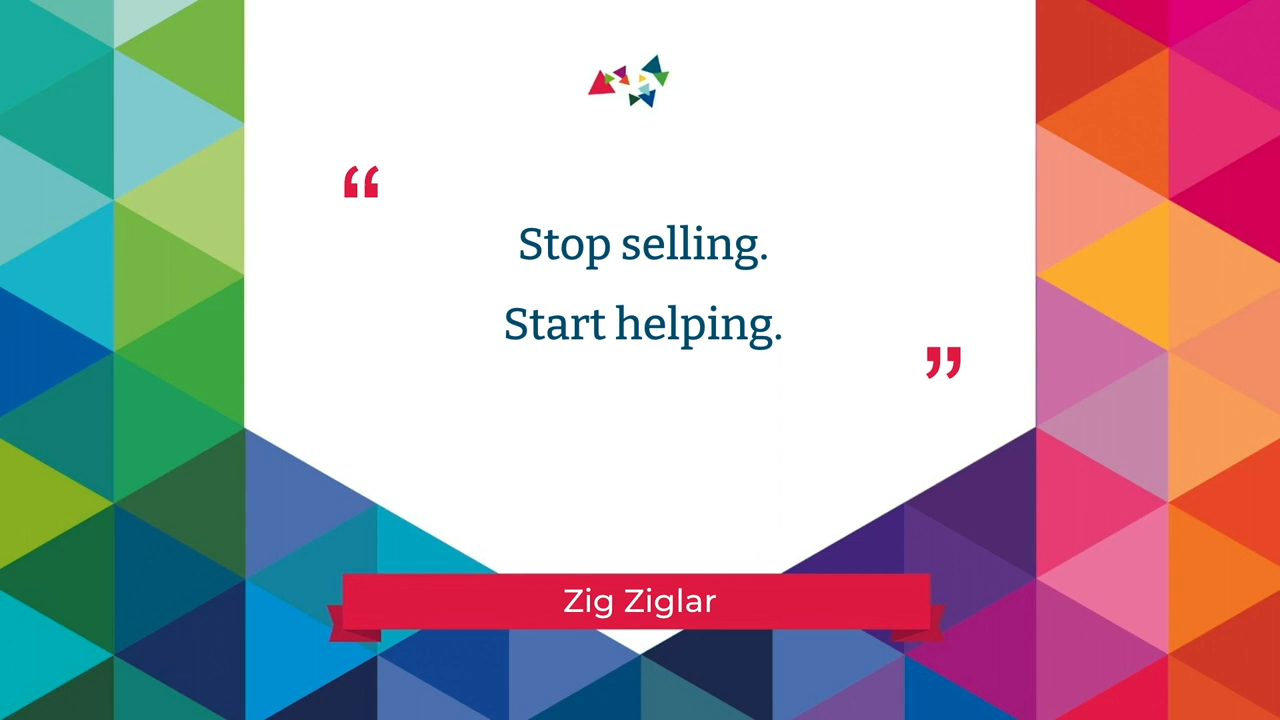 “
Stop selling.
Start helping.
”
Zig Ziglar